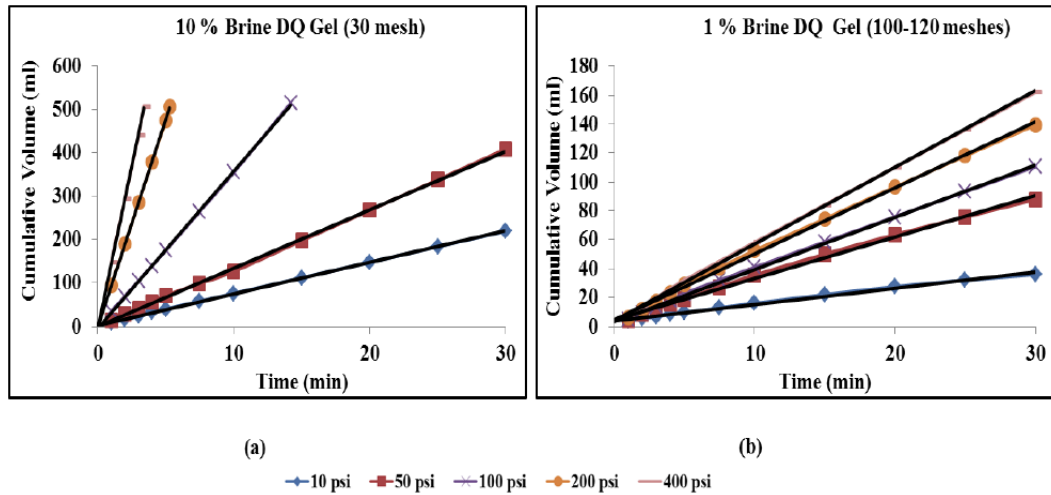 10 % Brine DQ Gel (30 mesh)
Cumulative Volume (ml)
600
500
400
300
200
100
0
0 10 20 30
Time (min)
(a)
1 % Brine DQ Gel (100-120 meshes)
Cumulative Volume (ml)
180
160
140
120
100
80
60
40
20
0
0 10 20 30
Time (min)
(b)
10 psi 50 psi 100 psi 200 psi 400 psi